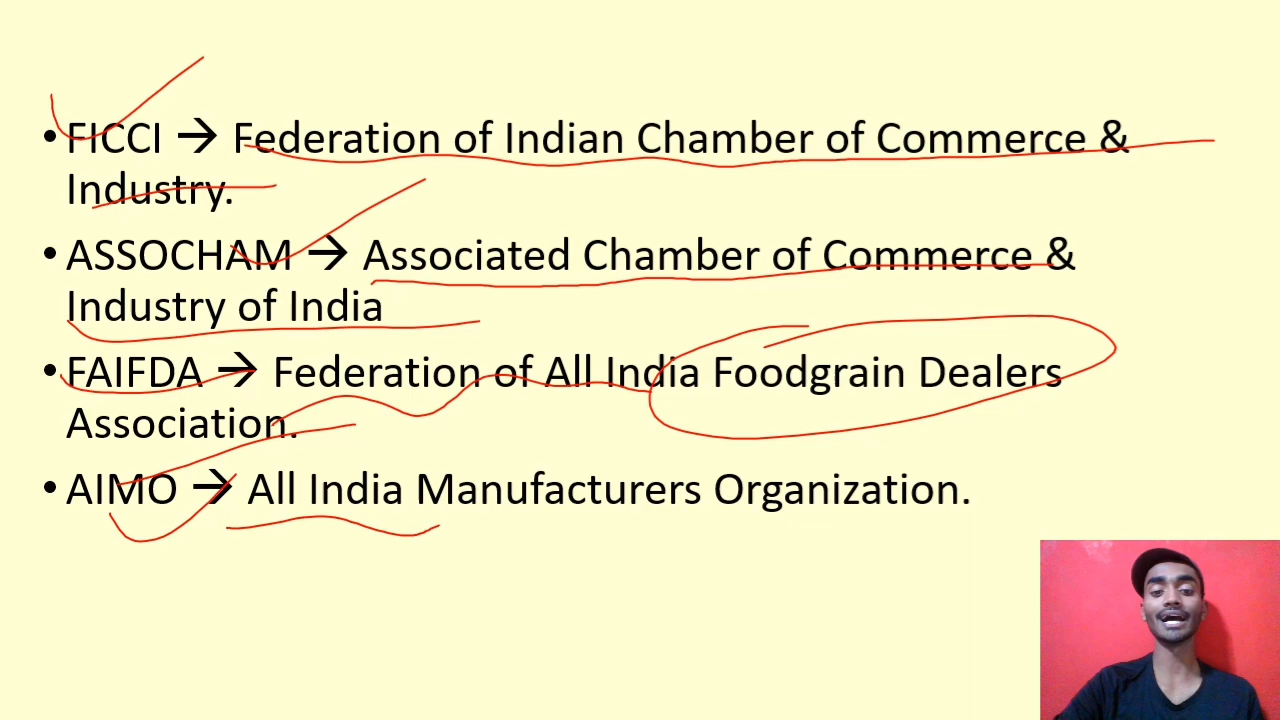 •FICCI → Federation of Indian Chamber of Commerce &
Industry.
•ASSOCHAM → Associated Chamber of Commerce &
Industry of India
•FAIFDA → Federation of All India Foodgrain Dealers
Association.
•AIMO → All India Manufacturers Organization.